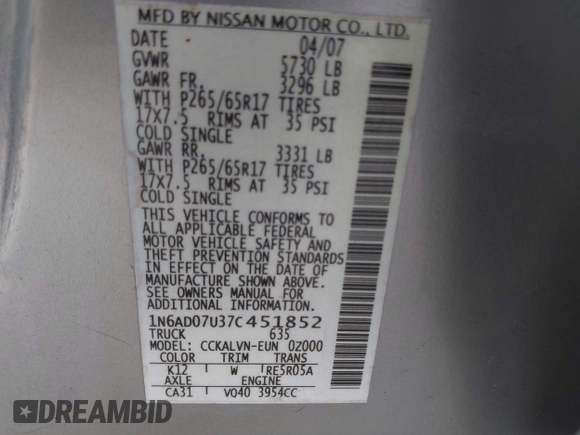 MFD BY NISSAN MOTOR CO., LTD.
DATE 04/07
GVWR 5730 LB
GAWR FR. 3296 LB
WITH P265/65R17 TIRES
17X7.5 RIMS AT 35 PSI
COLD SINGLE
GAWR RR. 3331 LB
WITH P265/65R17 TIRES
17X7.5 RIMS AT 35 PSI
COLD SINGLE
THIS VEHICLE CONFORMS TO
ALL APPLICABLE FEDERAL
MOTOR VEHICLE SAFETY AND
THEFT PREVENTION STANDARDS
IN EFFECT ON THE DATE OF
MANUFACTURE SHOWN ABOVE.
SEE OWNERS MANUAL FOR
ADDITIONAL INFORMATION.
1N6AD07U37C451852
TRUCK 635
MODEL: CCKALVN-EUN 0Z000
COLOR TRIM TRANS
K12 W RE5R05A
AXLE ENGINE
CA31 VQ40 3954CC
DREAMBID